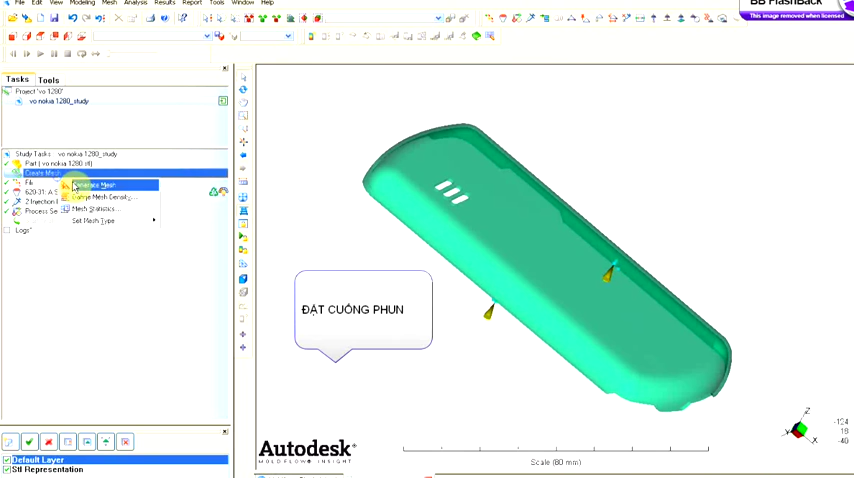 File Edit View Modeling Mesh Analysis Results Report Tools Window Help
BB FlashBack
This image removed when licensed
Tasks Tools
Project 'vo 1280'
vo nokia 1280_study
Study Tasks vo nokia 1280_study
Part ( vo nokia 1280.stl)
Create Mesh
Generate Mesh
Fill
Mesh Density...
Mesh Statistics...
2 Injection
Set Mesh Type
Process Se
Logs*
ĐẶT CUỐNG PHUN
Z
Y
X
-124
18
-40
Autodesk®
MOLDFLOW® INSIGHT
Scale (80 mm)
Default Layer
Stl Representation